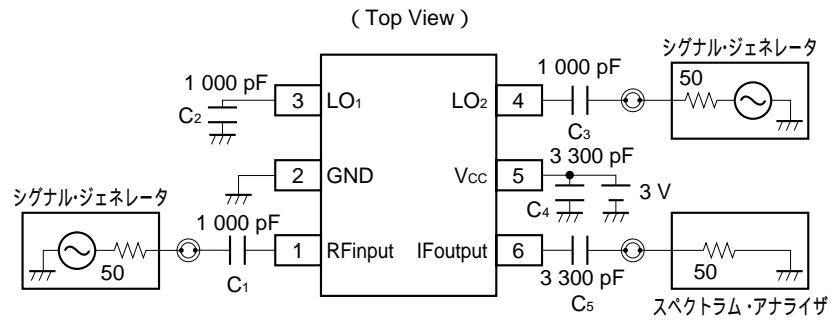 ( Top View )
シグナル・ジェネレータ
1 000 pF
50
1 000 pF
3
LO1
LO2
4
C2
C3
3 300 pF
2
GND
VCC
5
C4
3 V
シグナル・ジェネレータ
1 000 pF
1
RFinput
IFoutput
6
50
C1
3 300 pF
C5
50
スペクトラム・アナライザ